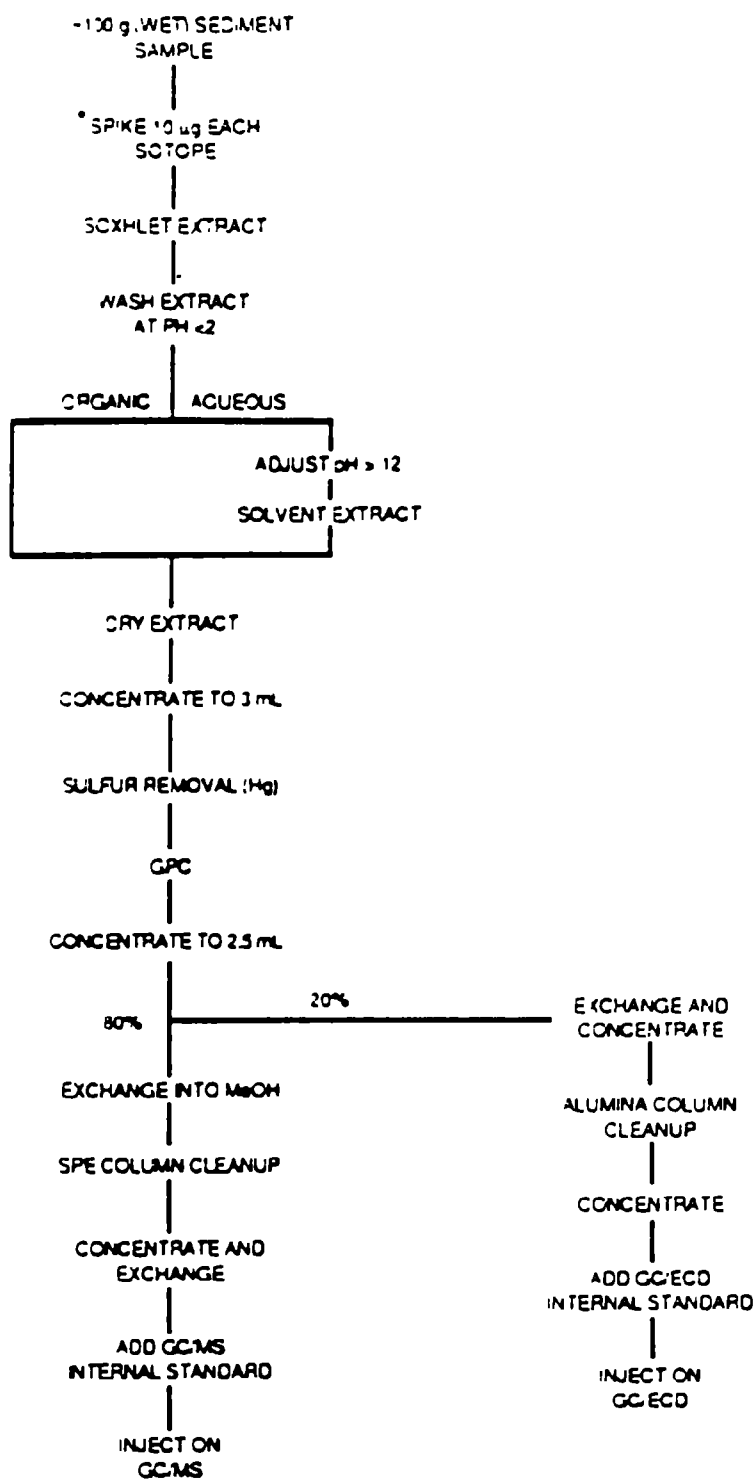 ~100 g (WET) SEDIMENT
SAMPLE
* SPIKE 10 µg EACH
ISOTOPE
SOXHLET EXTRACT
WASH EXTRACT
AT PH <2
ORGANIC AQUEOUS
ADJUST pH > 12
SOLVENT EXTRACT
DRY EXTRACT
CONCENTRATE TO 3 mL
SULFUR REMOVAL (Hg)
GPC
CONCENTRATE TO 2.5 mL
80%
20%
EXCHANGE AND
CONCENTRATE
EXCHANGE INTO MeOH
ALUMINA COLUMN
CLEANUP
SPE COLUMN CLEANUP
CONCENTRATE
CONCENTRATE AND
EXCHANGE
ADD GC/ECD
INTERNAL STANDARD
ADD GC/MS
INTERNAL STANDARD
INJECT ON
GC/ECD
INJECT ON
GC/MS